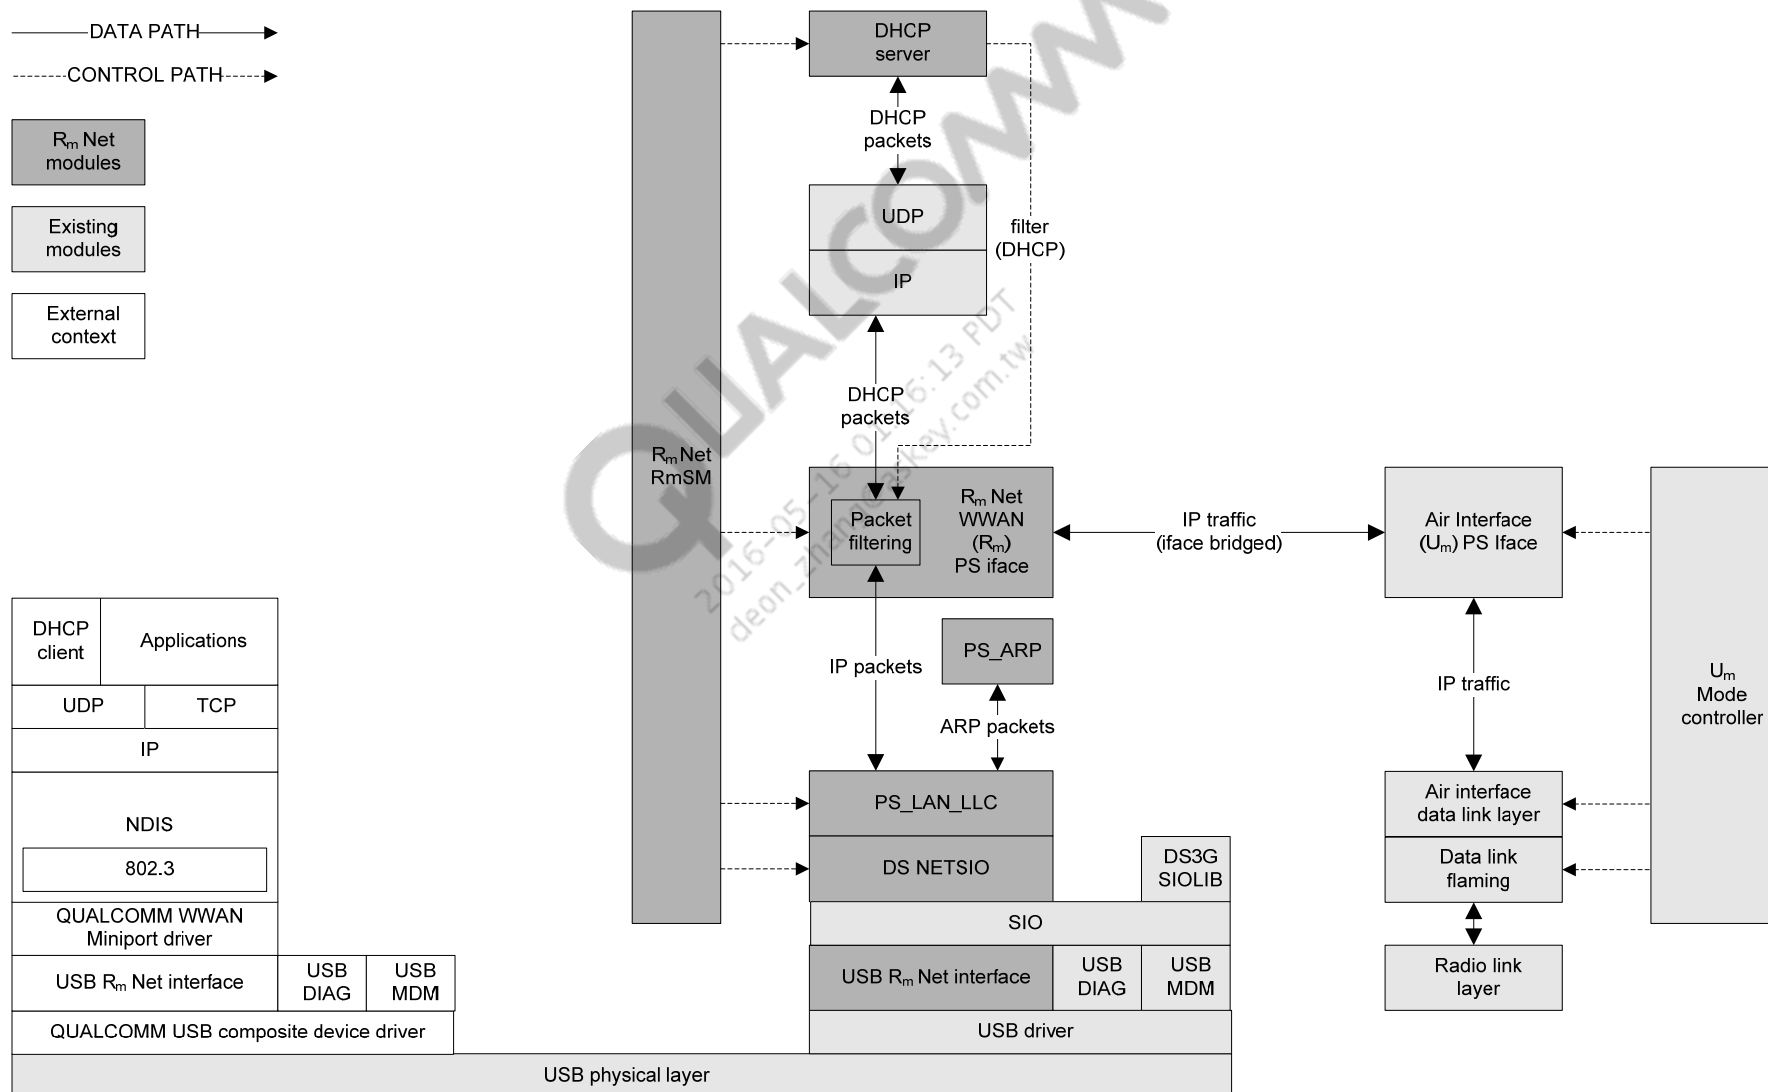 DATA PATH
CONTROL PATH
Rm Net
modules
Existing
modules
External
context
DHCP
server
DHCP
packets
UDP
IP
filter
(DHCP)
DHCP
packets
Rm Net
RmSM
Packet
filtering
Rm Net
WWAN
(Rm)
PS iface
IP traffic
(iface bridged)
Air Interface
(Um) PS Iface
IP packets
PS_ARP
ARP packets
IP traffic
Um
Mode
controller
PS_LAN_LLC
DS NETSIO
DS3G
SIOLIB
SIO
USB Rm Net interface
USB
DIAG
USB
MDM
USB driver
Air interface
data link layer
Data link
flaming
Radio link
layer
DHCP
client
Applications
UDP
TCP
IP
NDIS
802.3
QUALCOMM WWAN
Miniport driver
USB Rm Net interface
USB
DIAG
USB
MDM
QUALCOMM USB composite device driver
USB physical layer
QUALCOMM
2016-05-16 01:16:13 PDT
deon_zhang@askey.com.tw